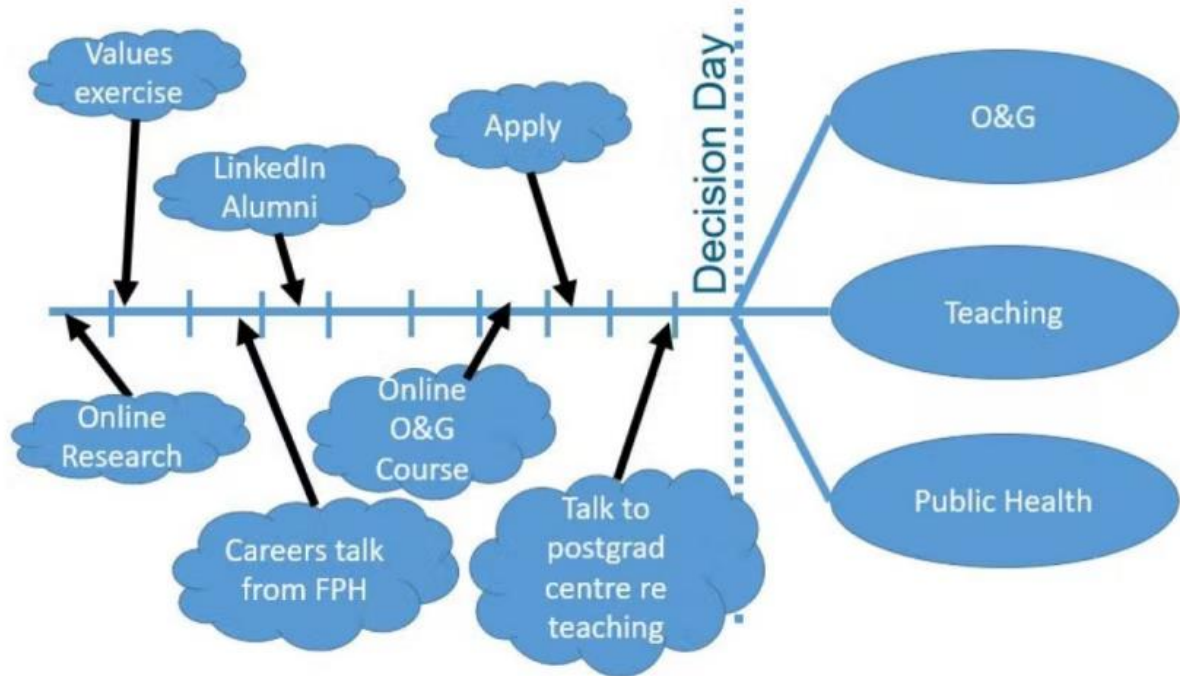 Values
exercise
LinkedIn
Alumni
Apply
Decision Day
O&G
Teaching
Public Health
Online
Research
Careers talk
from FPH
Online
O&G
Course
Talk to
postgrad
centre re
teaching